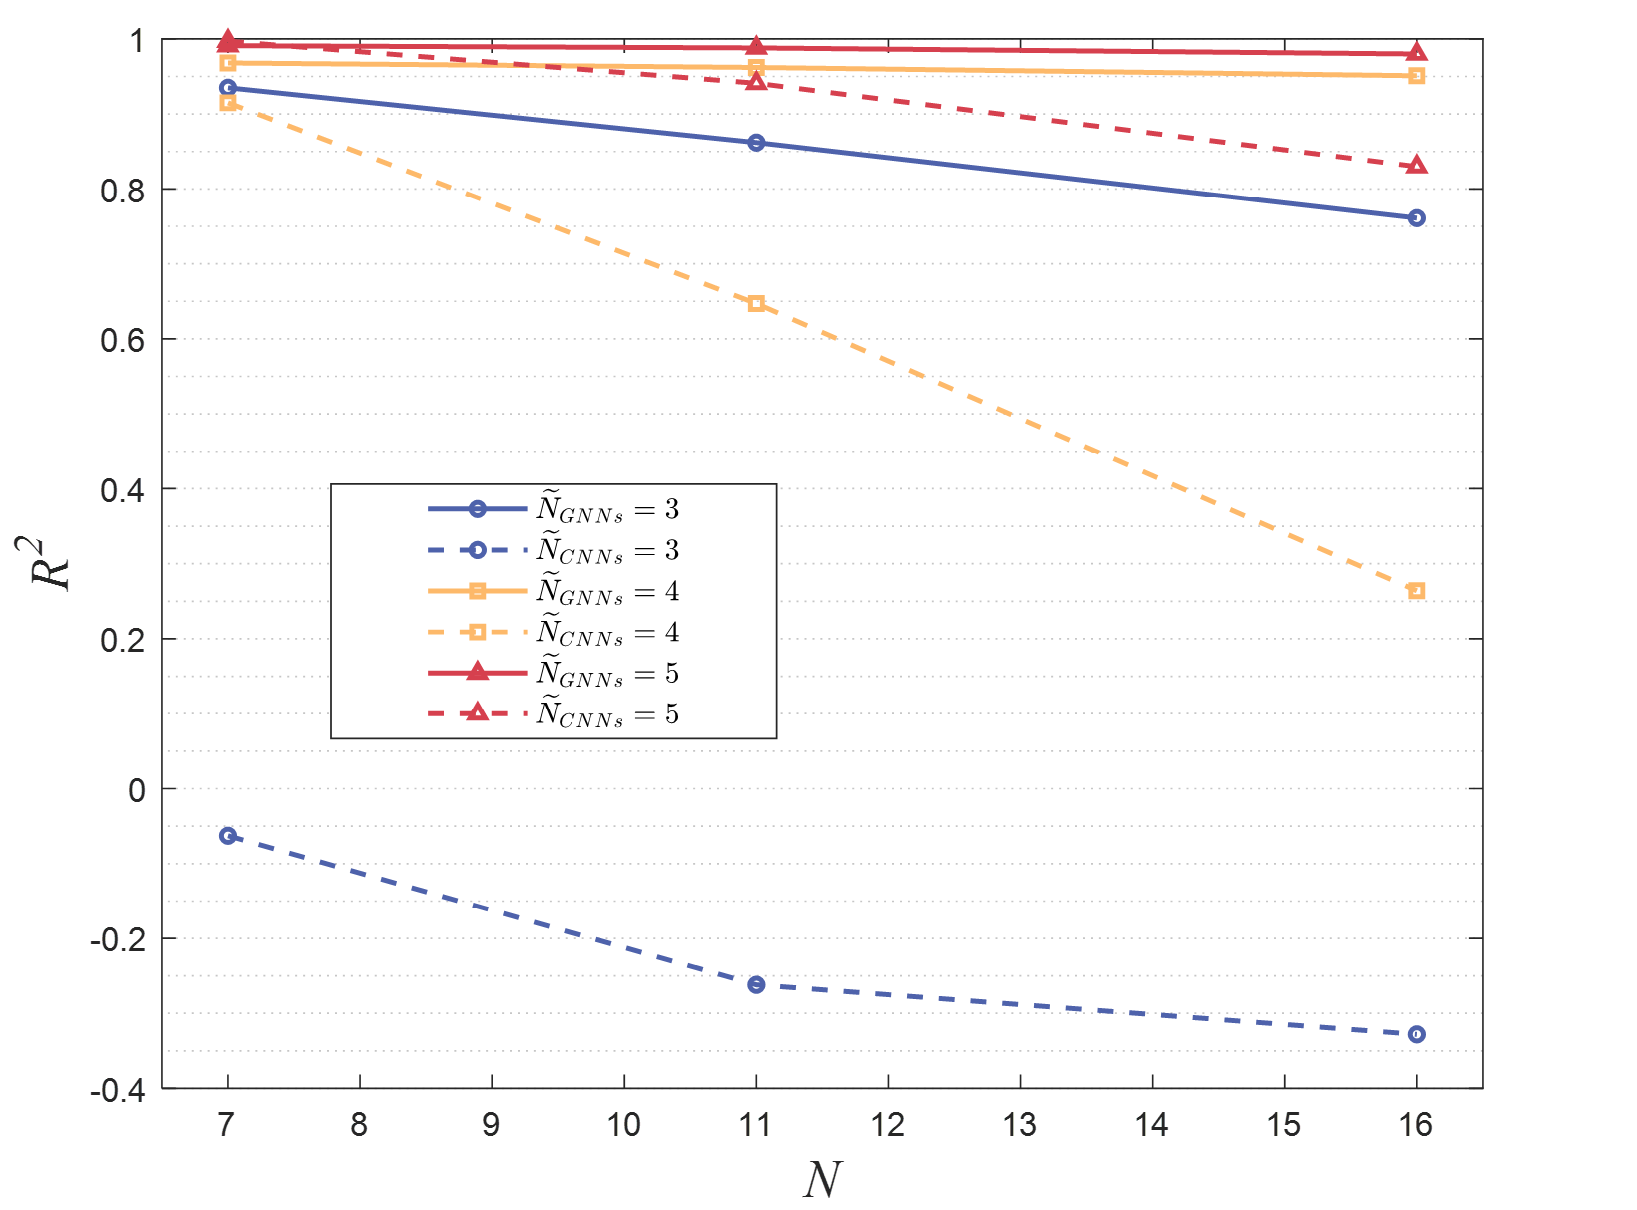 1
0.8
0.6
0.4
0.2
0
-0.2
-0.4
R²
Ñ_GNNs = 3
Ñ_CNNs = 3
Ñ_GNNs = 4
Ñ_CNNs = 4
Ñ_GNNs = 5
Ñ_CNNs = 5
7 8 9 10 11 12 13 14 15 16
N